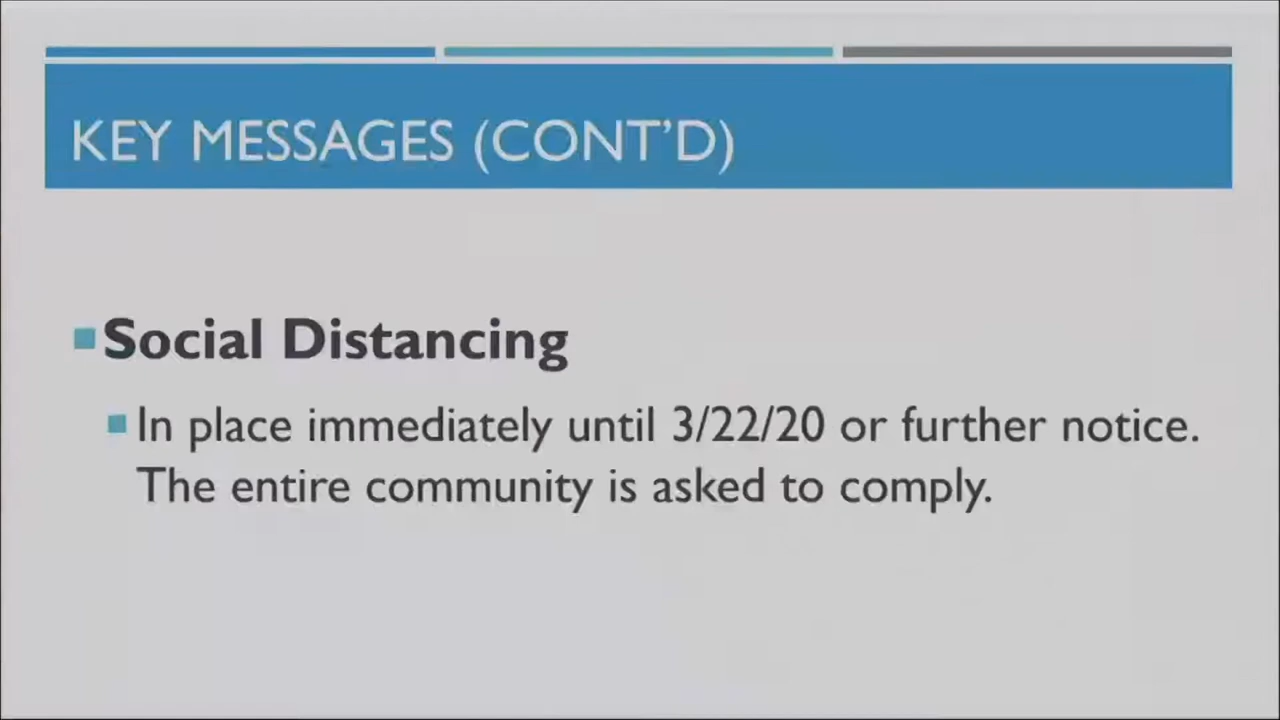 KEY MESSAGES (CONT'D)
Social Distancing
In place immediately until 3/22/20 or further notice.
The entire community is asked to comply.